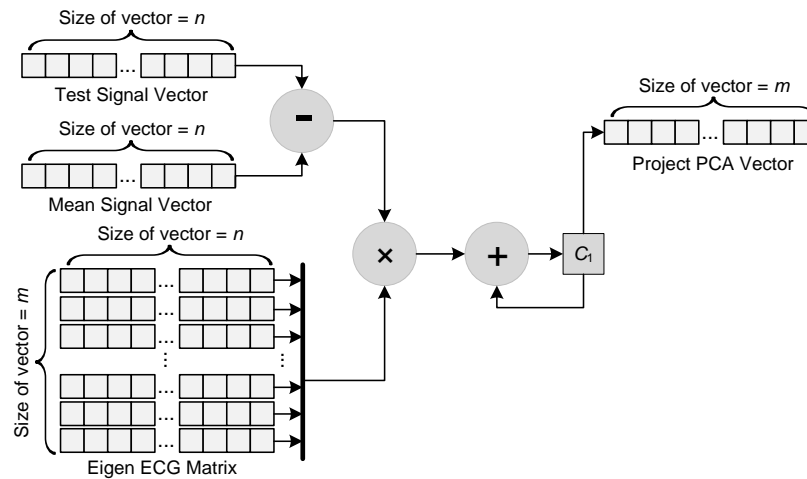 Size of vector = n
...
Test Signal Vector
-
Size of vector = m
...
Project PCA Vector
Size of vector = n
...
Mean Signal Vector
×
+
C₁
Size of vector = n
Size of vector = m
...
...
...
...
...
...
...
...
Eigen ECG Matrix